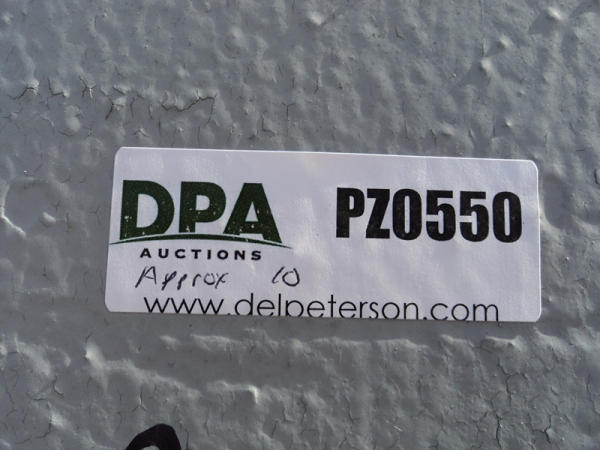 DPA
AUCTIONS
PZ0550
Approx 10
www.delpeterson.com